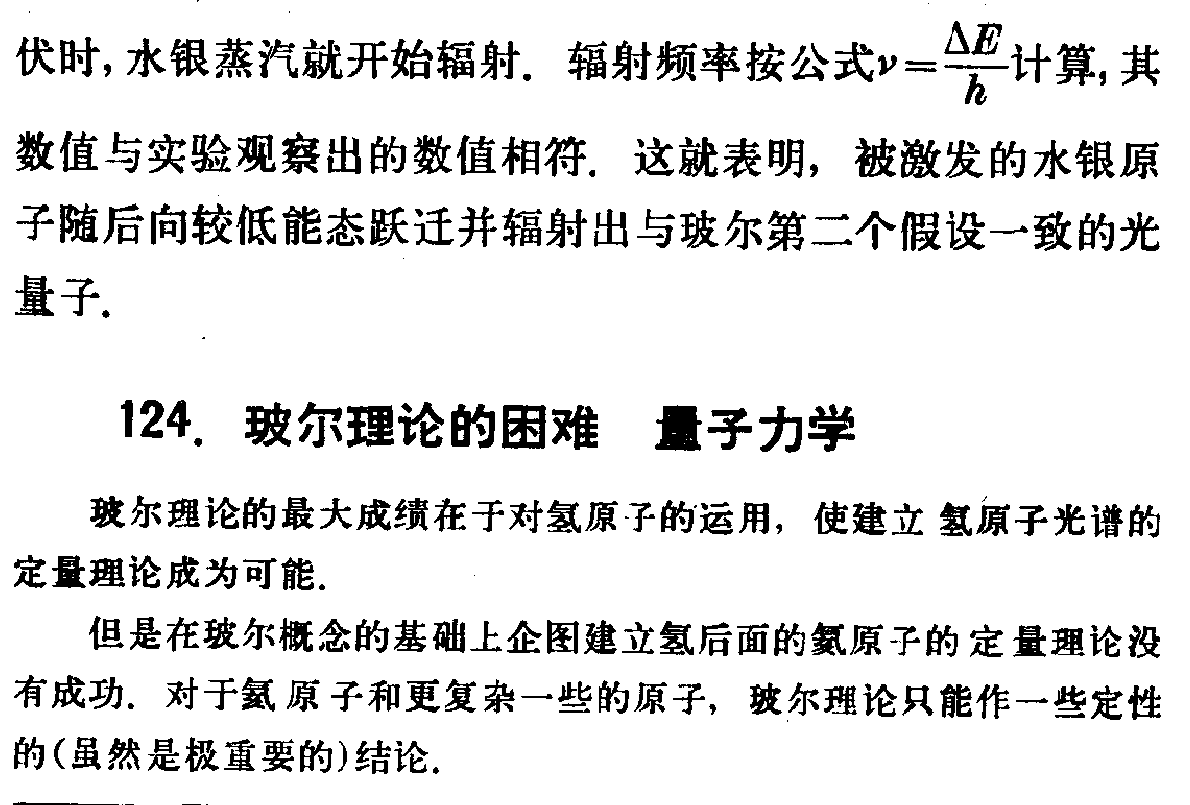 伏时, 水银蒸汽就开始辐射. 辐射频率按公式ν=ΔE/h计算, 其
数值与实验观察出的数值相符. 这就表明, 被激发的水银原
子随后向较低能态跃迁并辐射出与玻尔第二个假设一致的光
量子.
124. 玻尔理论的困难 量子力学
玻尔理论的最大成绩在于对氢原子的运用, 使建立氢原子光谱的
定量理论成为可能.
但是在玻尔概念的基础上企图建立氢后面的氦原子的定量理论没
有成功. 对于氦原子和更复杂一些的原子, 玻尔理论只能作一些定性
的(虽然是极重要的)结论.